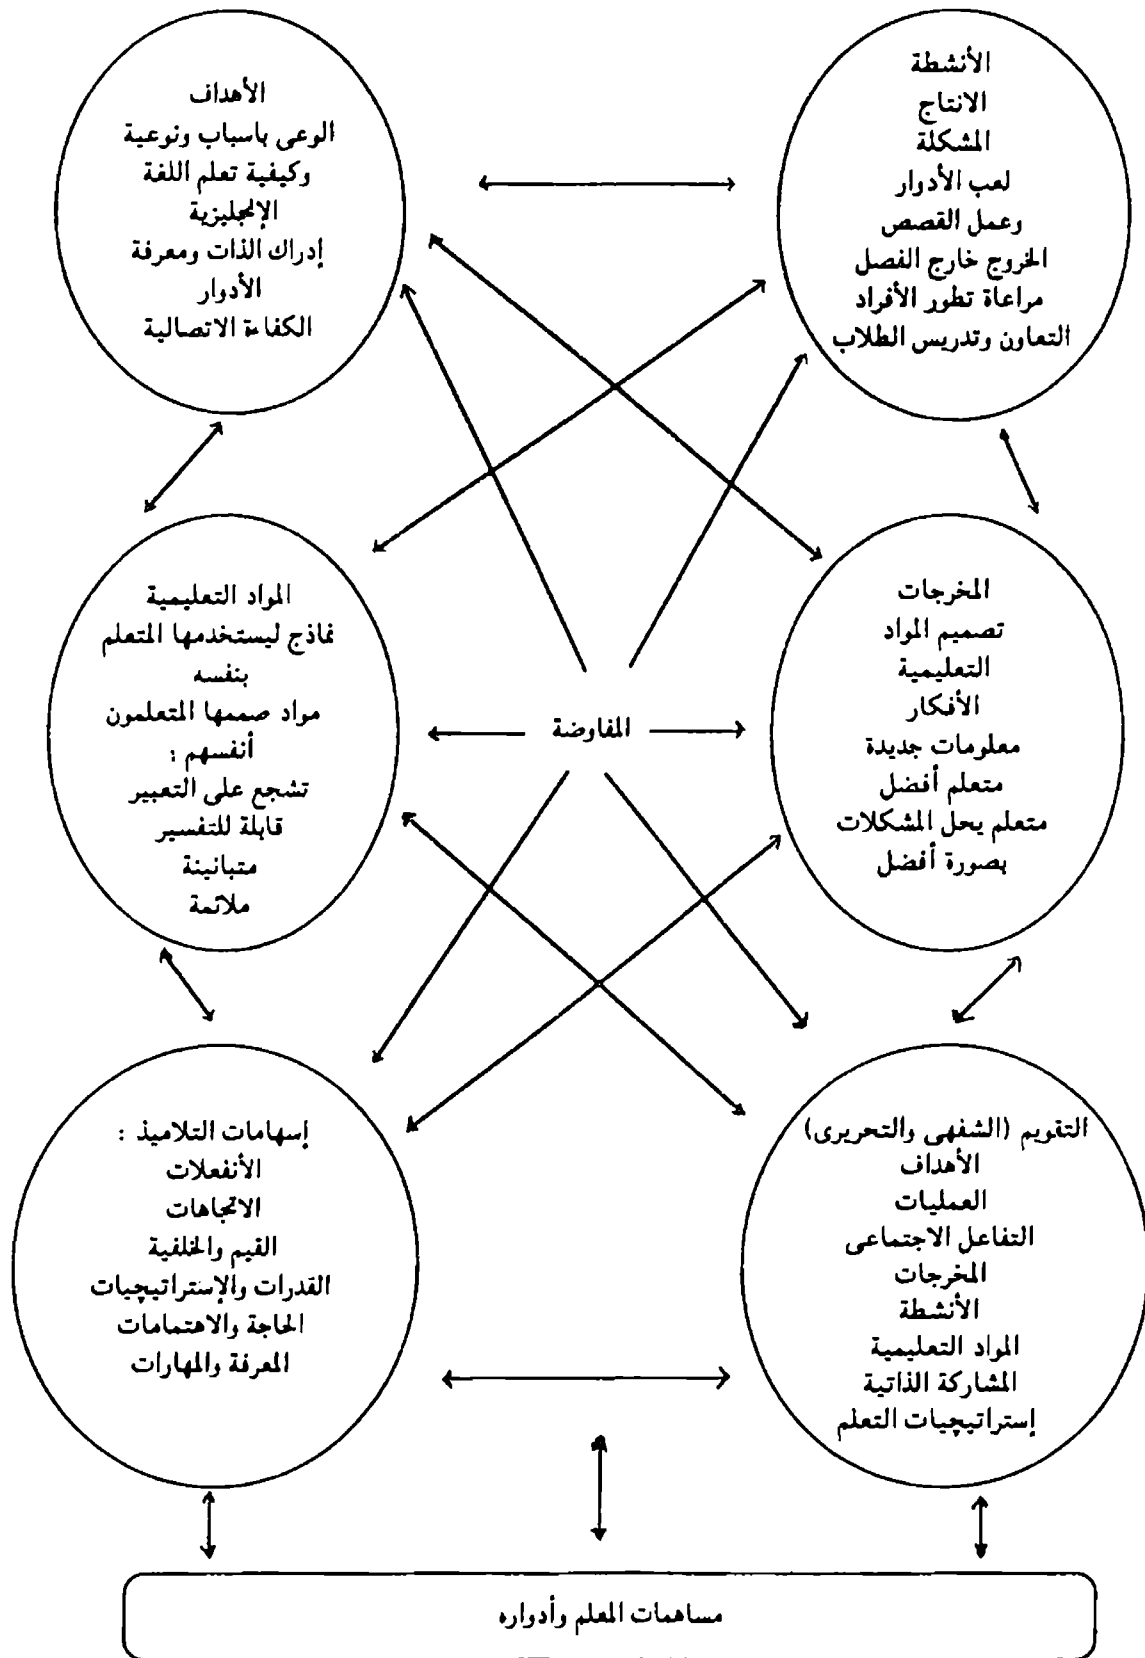 الأنشطة
الانتاج
المشكلة
لعب الأدوار
وعمل القصص
الخروج خارج الفصل
مراعاة تطور الأفراد
التعاون وتدريس الطلاب
الأهداف
الوعى باسباب ونوعية
وكيفية تعلم اللغة
الإنجليزية
إدراك الذات ومعرفة
الأدوار
الكفاءة الاتصالية
المخرجات
تصميم المواد
التعليمية
الأفكار
معلومات جديدة
متعلم أفضل
متعلم يحل المشكلات
بصورة أفضل
المفاوضة
المواد التعليمية
نماذج ليستخدمها المتعلم
بنفسه
مواد صممها المتعلمون
أنفسهم :
تشجع على التعبير
قابلة للتفسير
متبانينة
ملائمة
التقويم (الشفهى والتحريرى)
الأهداف
العمليات
التفاعل الاجتماعى
المخرجات
الأنشطة
المواد التعليمية
المشاركة الذاتية
إستراتيچيات التعلم
إسهامات التلاميذ :
الأنفعلات
الاتجاهات
القيم والخلفية
القدرات والإستراتيچيات
الحاجة والاهتمامات
المعرفة والمهارات
مساهمات المعلم وأدواره